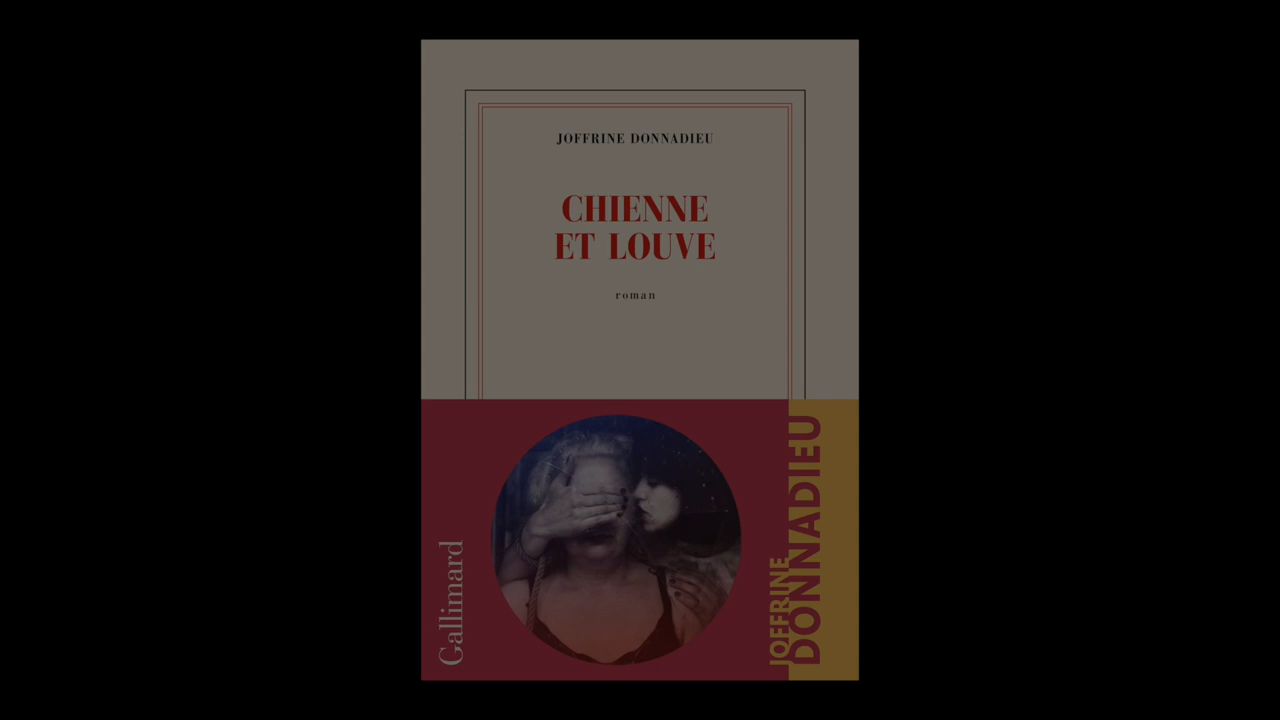 JOFFRINE DONNADIEU
CHIENNE
ET LOUVE
roman
Gallimard
JOFFRINE
DONNADIEU